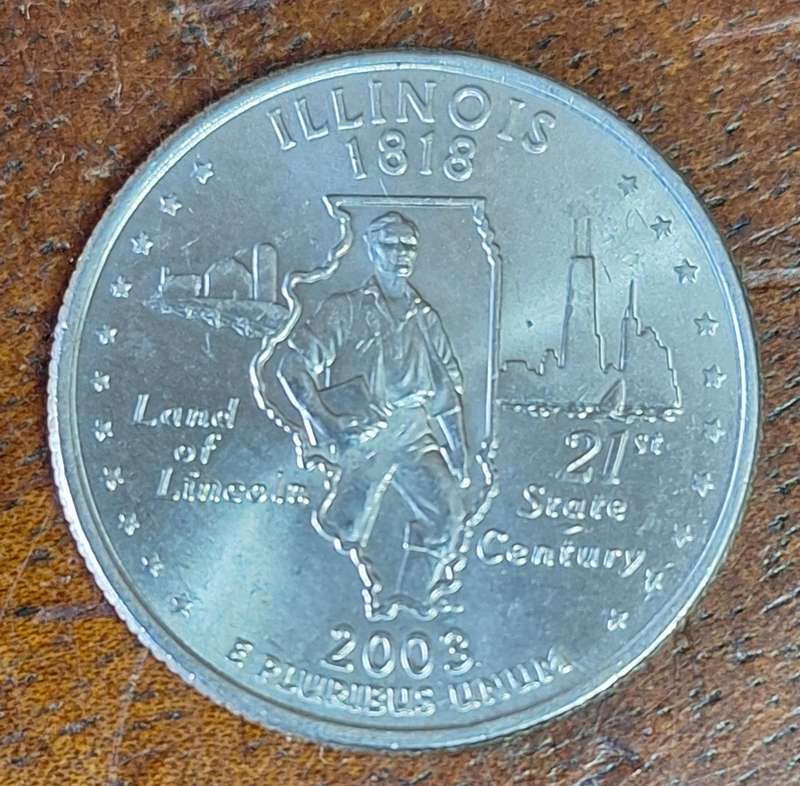 ILLINOIS
1818
Land
of
Lincoln
21st
State
Century
2003
E PLURIBUS UNUM